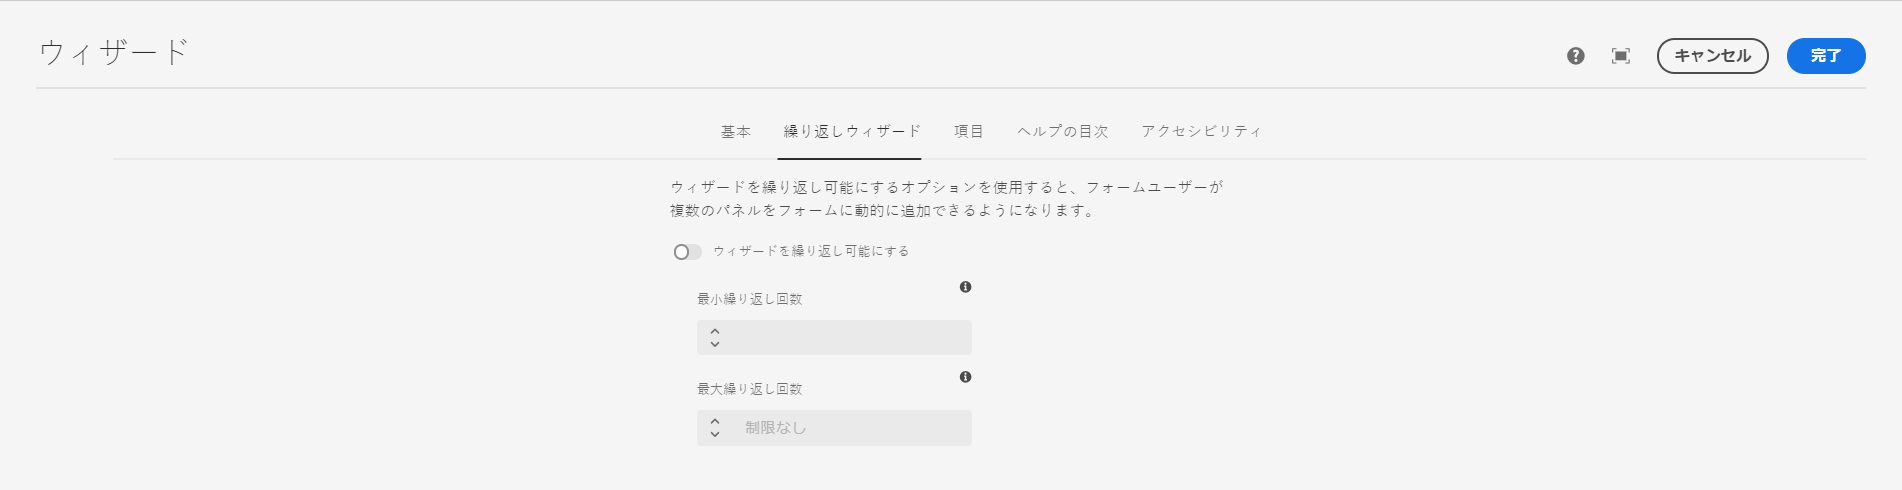 ウィザード
キャンセル
完了
基本
繰り返しウィザード
項目
ヘルプの目次
アクセシビリティ
ウィザードを繰り返し可能にするオプションを使用すると、フォームユーザーが
複数のパネルをフォームに動的に追加できるようになります。
ウィザードを繰り返し可能にする
最小繰り返し回数
最大繰り返し回数
制限なし